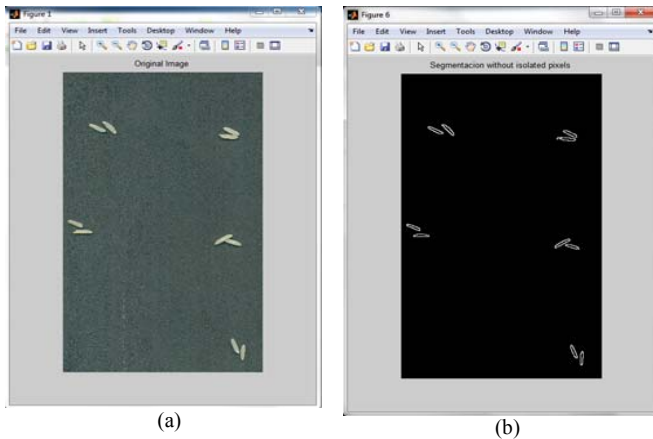 Figure 1
File Edit View Insert Tools Desktop Window Help
Original Image
(a)
Figure 6
File Edit View Insert Tools Desktop Window Help
Segmentacion without isolated pixels
(b)